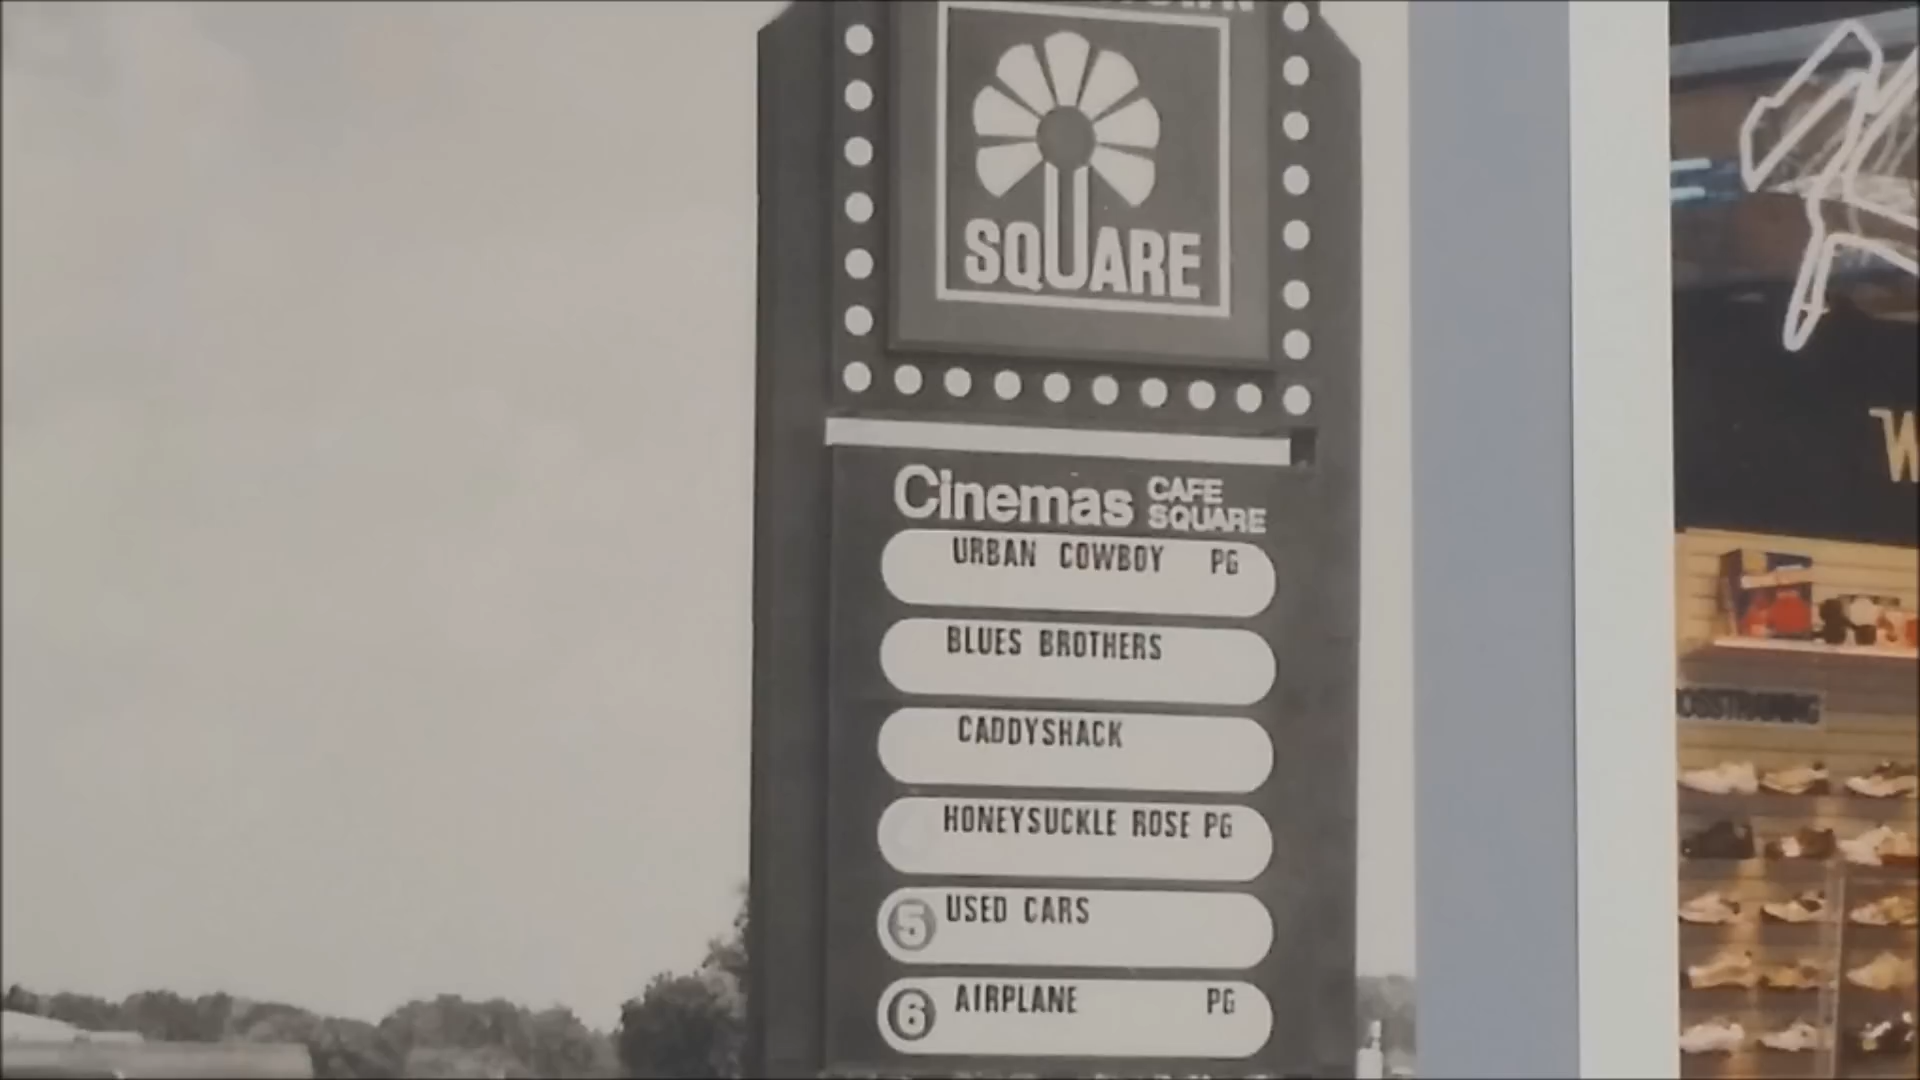 SQUARE
Cinemas CAFE SQUARE
URBAN COWBOY PG
BLUES BROTHERS
CADDYSHACK
HONEYSUCKLE ROSE PG
5 USED CARS
6 AIRPLANE PG
W